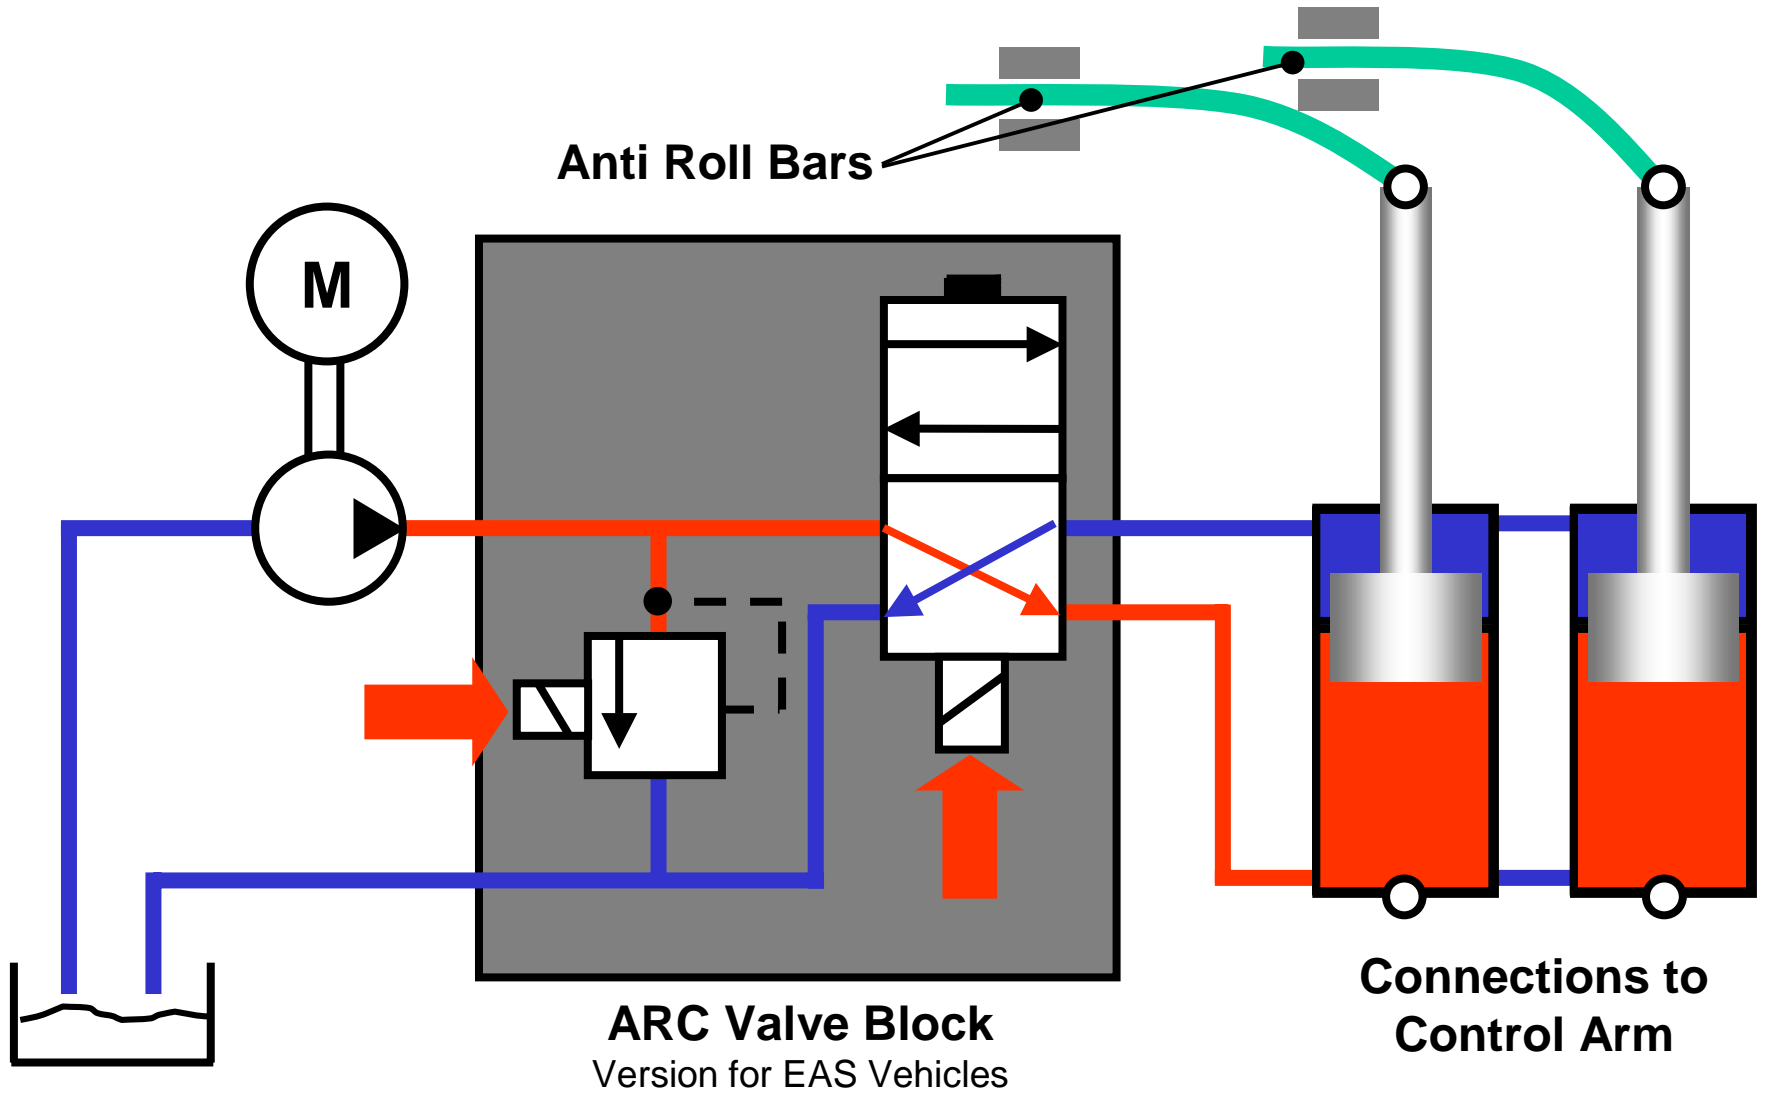 Anti Roll Bars
M
ARC Valve Block
Version for EAS Vehicles
Connections to
Control Arm